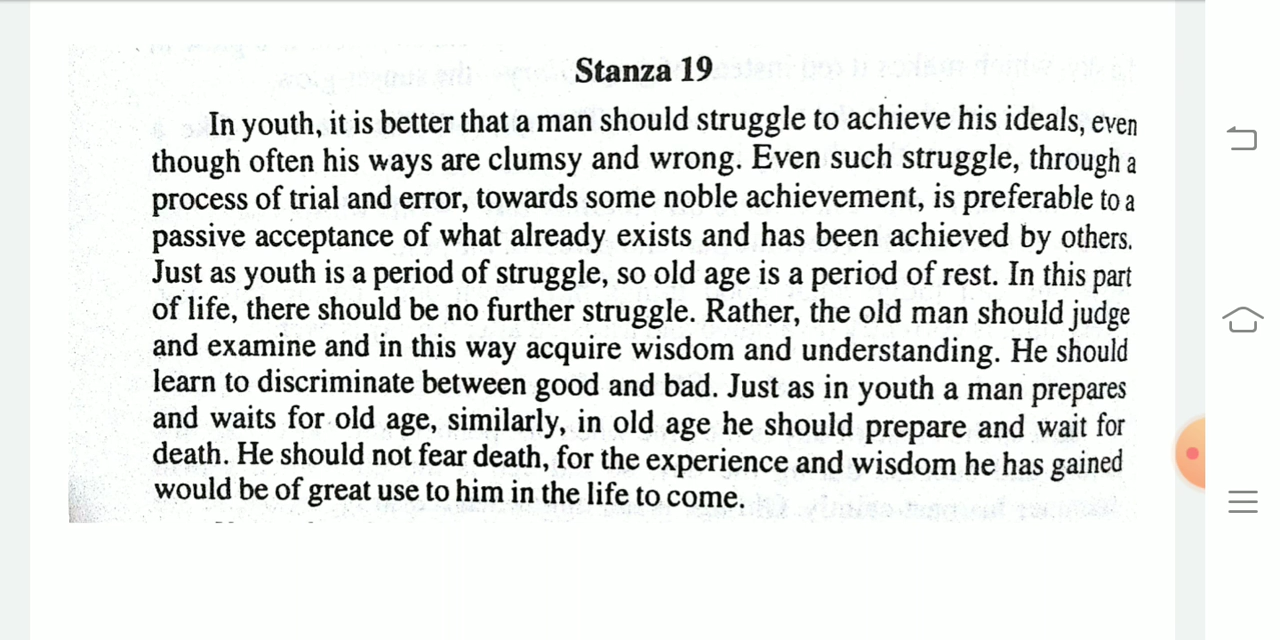 Stanza 19
In youth, it is better that a man should struggle to achieve his ideals, even
though often his ways are clumsy and wrong. Even such struggle, through a
process of trial and error, towards some noble achievement, is preferable to a
passive acceptance of what already exists and has been achieved by others.
Just as youth is a period of struggle, so old age is a period of rest. In this part
of life, there should be no further struggle. Rather, the old man should judge
and examine and in this way acquire wisdom and understanding. He should
learn to discriminate between good and bad. Just as in youth a man prepares
and waits for old age, similarly, in old age he should prepare and wait for
death. He should not fear death, for the experience and wisdom he has gained
would be of great use to him in the life to come.